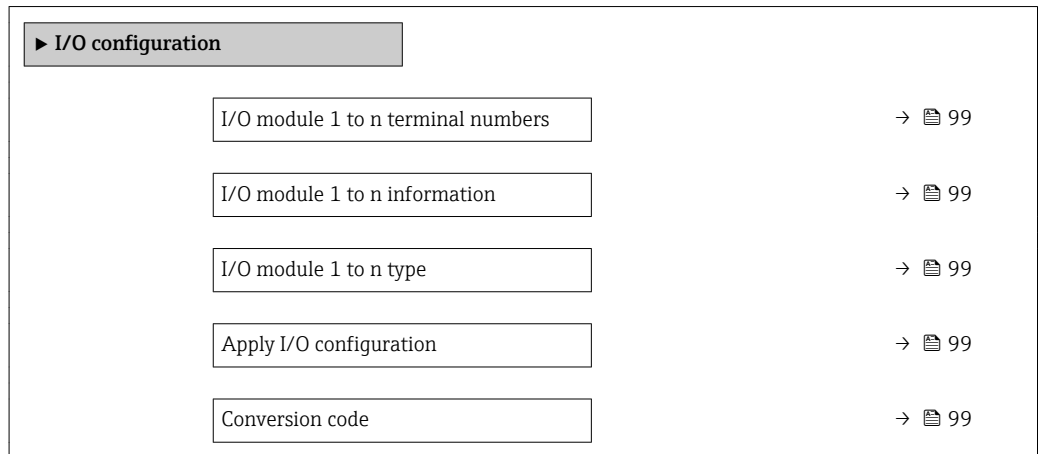 ▶ I/O configuration
I/O module 1 to n terminal numbers → 99
I/O module 1 to n information → 99
I/O module 1 to n type → 99
Apply I/O configuration → 99
Conversion code → 99